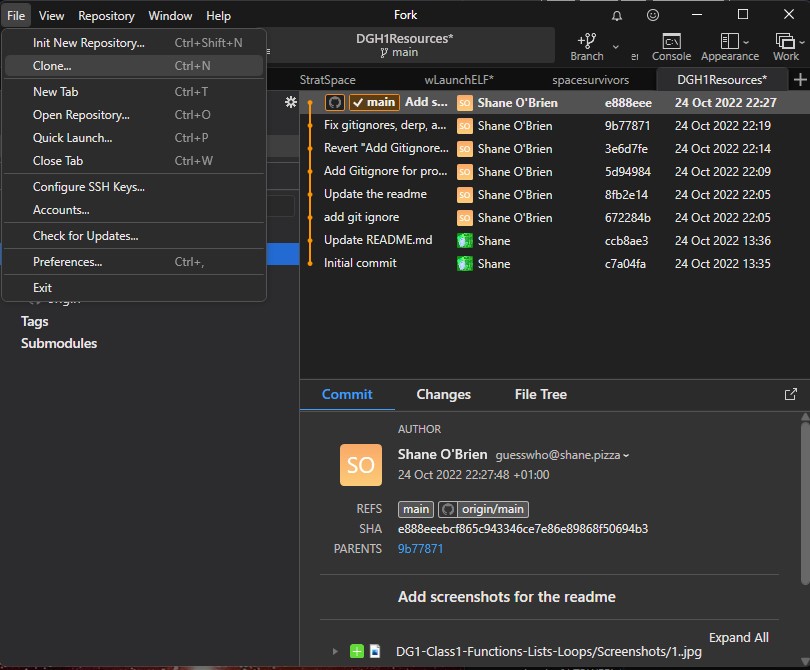 File View Repository Window Help Fork
DGH1Resources*
main
Branch Console Appearance Work
StratSpace wLaunchELF* spacesurvivors DGH1Resources*
Init New Repository... Ctrl+Shift+N
Clone... Ctrl+N
New Tab Ctrl+T
Open Repository... Ctrl+O
Quick Launch... Ctrl+P
Close Tab Ctrl+W
Configure SSH Keys...
Accounts...
Check for Updates...
Preferences... Ctrl+,
Exit
origin
Tags
Submodules
main Add s... SO Shane O'Brien e888eee 24 Oct 2022 22:27
Fix gitignores, derp, a... SO Shane O'Brien 9b77871 24 Oct 2022 22:19
Revert "Add Gitignore... SO Shane O'Brien 3e6d7fe 24 Oct 2022 22:14
Add Gitignore for pro... SO Shane O'Brien 5d94984 24 Oct 2022 22:09
Update the readme SO Shane O'Brien 8fb2e14 24 Oct 2022 22:05
add git ignore SO Shane O'Brien 672284b 24 Oct 2022 22:05
Update README.md Shane ccb8ae3 24 Oct 2022 13:36
Initial commit Shane c7a04fa 24 Oct 2022 13:35
Commit Changes File Tree
AUTHOR
SO Shane O'Brien guesswho@shane.pizza
24 Oct 2022 22:27:48 +01:00
REFS main origin/main
SHA e888eeebcf865c943346ce7e86e89868f50694b3
PARENTS 9b77871
Add screenshots for the readme
Expand All
DG1-Class1-Functions-Lists-Loops/Screenshots/1..jpg